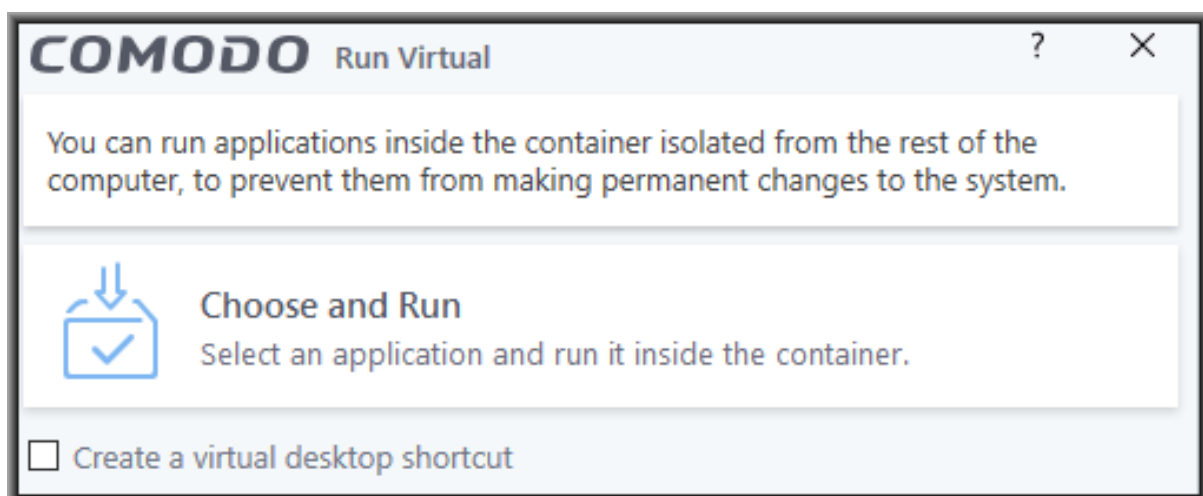 COMODO Run Virtual ? X
You can run applications inside the container isolated from the rest of the
computer, to prevent them from making permanent changes to the system.
Choose and Run
Select an application and run it inside the container.
Create a virtual desktop shortcut